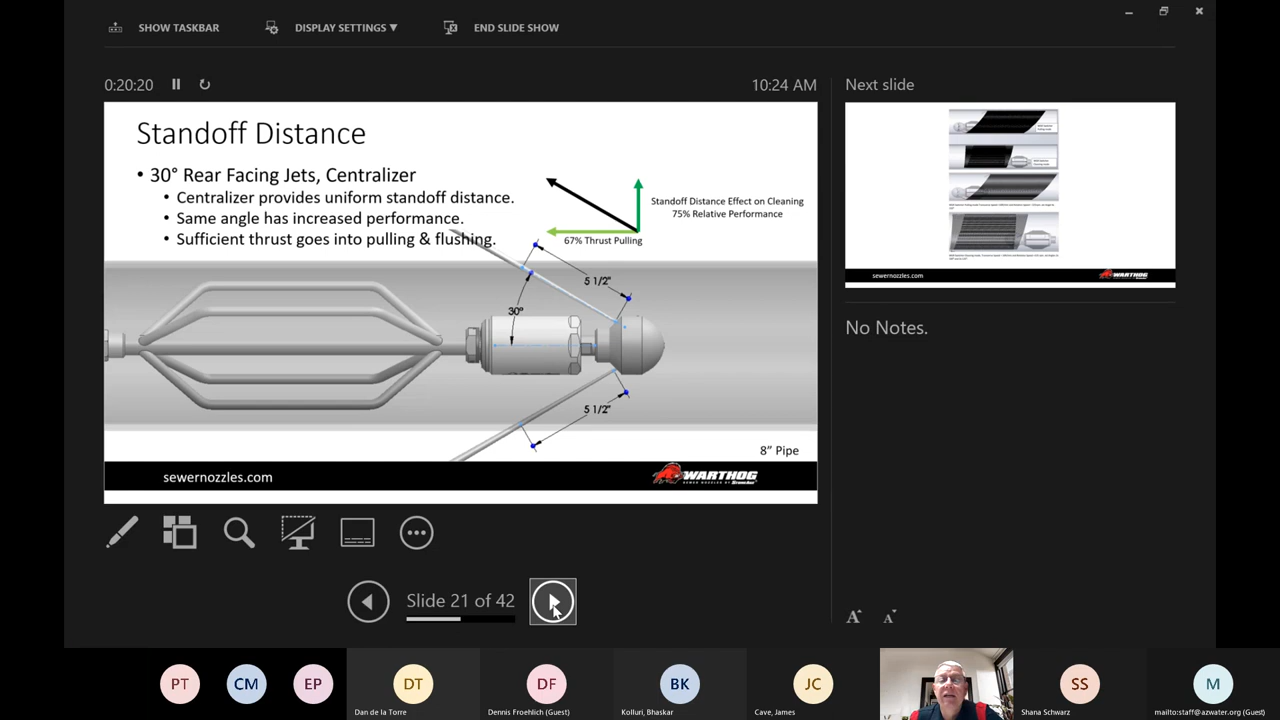 SHOW TASKBAR
DISPLAY SETTINGS ▼
END SLIDE SHOW
0:20:20
10:24 AM
Next slide
Standoff Distance
• 30° Rear Facing Jets, Centralizer
• Centralizer provides uniform standoff distance.
• Same angle has increased performance.
• Sufficient thrust goes into pulling & flushing.
Standoff Distance Effect on Cleaning
75% Relative Performance
67% Thrust Pulling
5 1/2"
30°
5 1/2"
8" Pipe
sewernozzles.com
WARTHOG
sewernozzles.com
WARTHOG
No Notes.
Slide 21 of 42
A
A
PT
CM
EP
DT
Dan de la Torre
DF
Dennis Froehlich (Guest)
BK
Kolluri, Bhaskar
JC
Cave, James
SS
Shana Schwarz
M
mailto:staff@azwater.org (Guest)